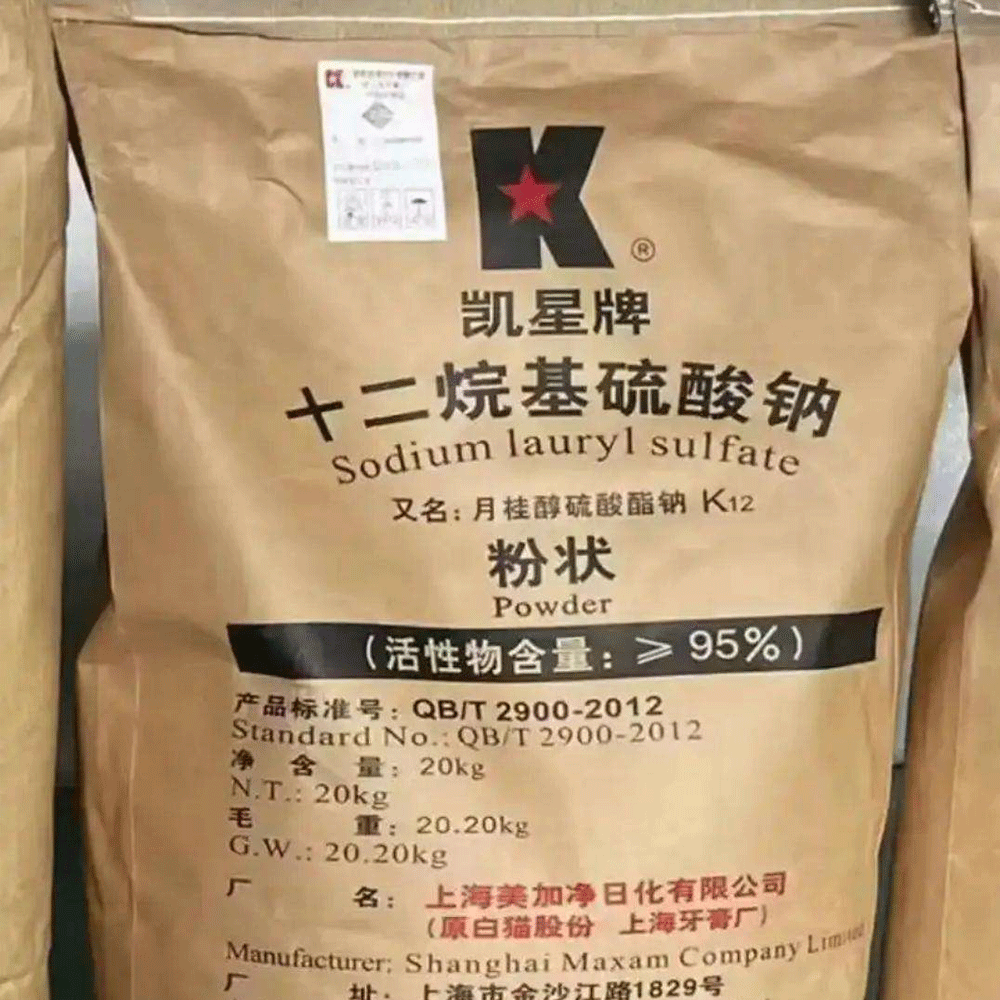 K
®
凯星牌
十二烷基硫酸钠
Sodium lauryl sulfate
又名:月桂醇硫酸酯钠 K12
粉状
Powder
(活性物含量:≥95%)
产品标准号:QB/T 2900-2012
Standard No.:QB/T 2900-2012
净含量:20kg
N.T.: 20kg
毛重:20.20kg
G.W.: 20.20kg
厂名:上海美加净日化有限公司
(原白猫股份 上海牙膏厂)
Manufacturer: Shanghai Maxam Company Limited
厂址:上海市金沙江路1829号